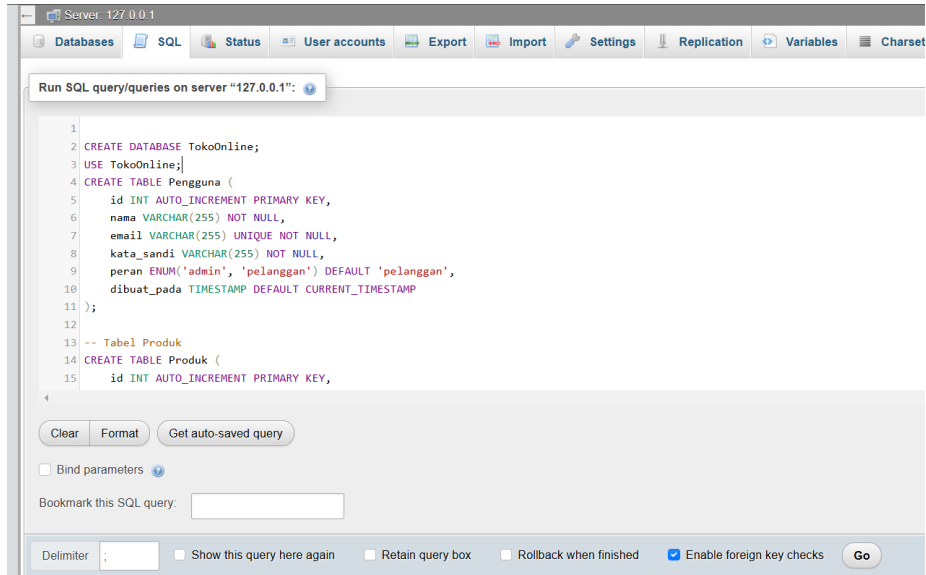 Server: 127.0.0.1
Databases SQL Status User accounts Export Import Settings Replication Variables Charset
Run SQL query/queries on server “127.0.0.1”:
1
2 CREATE DATABASE TokoOnline;
3 USE TokoOnline;
4 CREATE TABLE Pengguna (
5 id INT AUTO_INCREMENT PRIMARY KEY,
6 nama VARCHAR(255) NOT NULL,
7 email VARCHAR(255) UNIQUE NOT NULL,
8 kata_sandi VARCHAR(255) NOT NULL,
9 peran ENUM('admin', 'pelanggan') DEFAULT 'pelanggan',
10 dibuat_pada TIMESTAMP DEFAULT CURRENT_TIMESTAMP
11 );
12
13 -- Tabel Produk
14 CREATE TABLE Produk (
15 id INT AUTO_INCREMENT PRIMARY KEY,
Clear Format Get auto-saved query
Bind parameters
Bookmark this SQL query:
Delimiter ; Show this query here again Retain query box Rollback when finished Enable foreign key checks Go